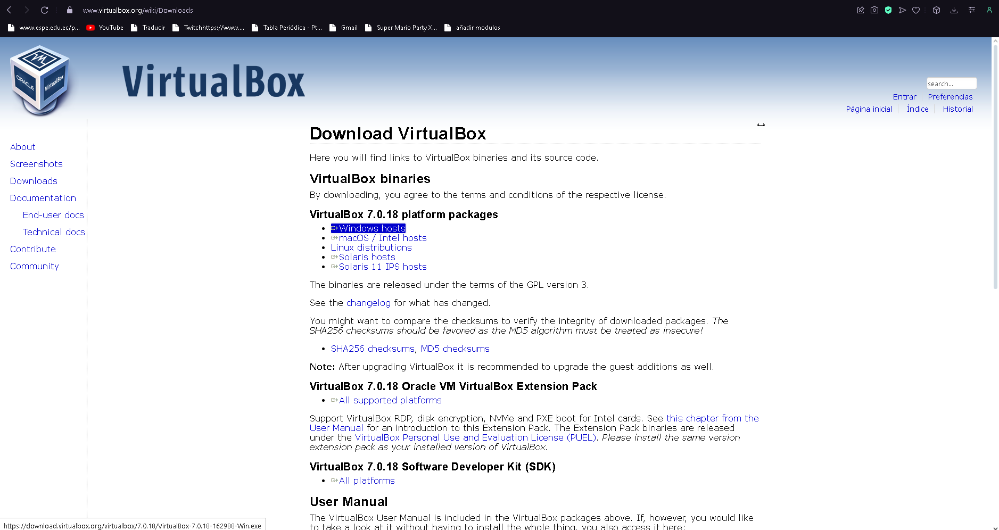 www.virtualbox.org/wiki/Downloads
www.espe.edu.ec/p... YouTube Traducir Twitchhttps://www.... Tabla Periódica - Pt... Gmail Super Mario Party X... añadir modulos
ORACLE VirtualBox
VirtualBox
search...
Entrar Preferencias
Página inicial Índice Historial
About
Screenshots
Downloads
Documentation
End-user docs
Technical docs
Contribute
Community
Download VirtualBox
Here you will find links to VirtualBox binaries and its source code.
VirtualBox binaries
By downloading, you agree to the terms and conditions of the respective license.
VirtualBox 7.0.18 platform packages
• Windows hosts
• macOS / Intel hosts
• Linux distributions
• Solaris hosts
• Solaris 11 IPS hosts
The binaries are released under the terms of the GPL version 3.
See the changelog for what has changed.
You might want to compare the checksums to verify the integrity of downloaded packages. The
SHA256 checksums should be favored as the MD5 algorithm must be treated as insecure!
• SHA256 checksums, MD5 checksums
Note: After upgrading VirtualBox it is recommended to upgrade the guest additions as well.
VirtualBox 7.0.18 Oracle VM VirtualBox Extension Pack
• All supported platforms
Support VirtualBox RDP, disk encryption, NVMe and PXE boot for Intel cards. See this chapter from the
User Manual for an introduction to this Extension Pack. The Extension Pack binaries are released
under the VirtualBox Personal Use and Evaluation License (PUEL). Please install the same version
extension pack as your installed version of VirtualBox.
VirtualBox 7.0.18 Software Developer Kit (SDK)
• All platforms
User Manual
The VirtualBox User Manual is included in the VirtualBox packages above. If, however, you would like
to take a look at it without having to install the whole thing, you also access it here:
https://download.virtualbox.org/virtualbox/7.0.18/VirtualBox-7.0.18-162988-Win.exe